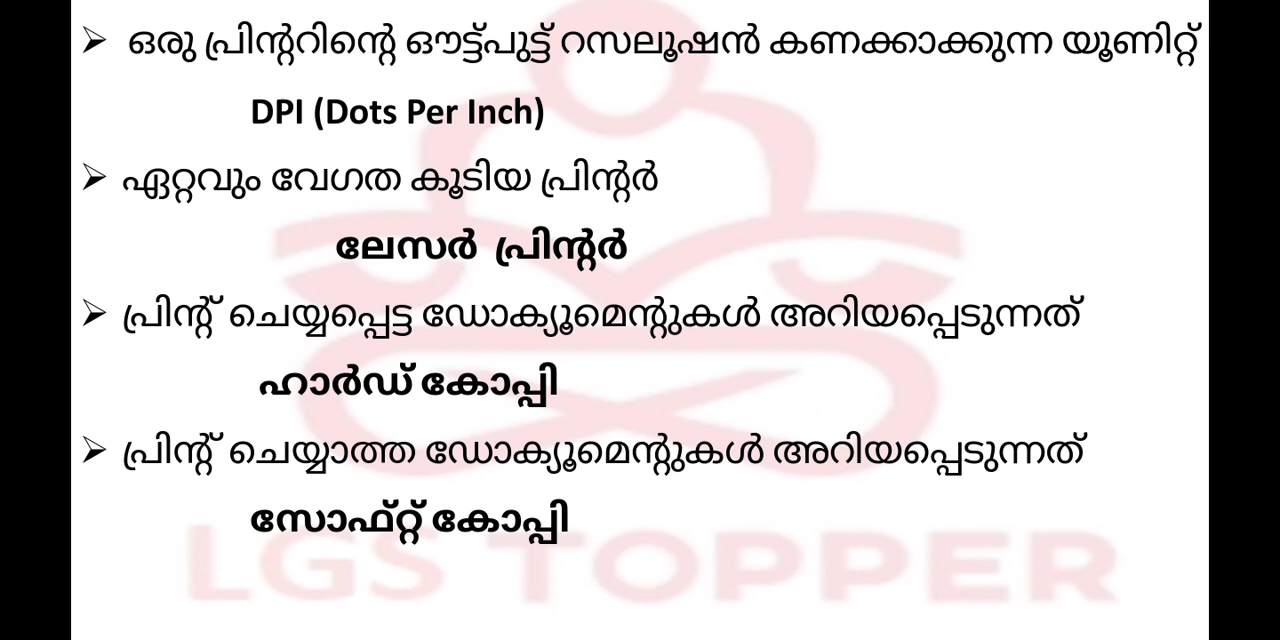 ➢ ഒരു പ്രിന്ററിന്റെ ഔട്ട്പുട്ട് റസലൂഷൻ കണക്കാക്കുന്ന യൂണിറ്റ്
DPI (Dots Per Inch)
➢ ഏറ്റവും വേഗത കൂടിയ പ്രിന്റർ
ലേസർ പ്രിന്റർ
➢ പ്രിന്റ് ചെയ്യപ്പെട്ട ഡോക്യൂമെന്റുകൾ അറിയപ്പെടുന്നത്
ഹാർഡ് കോപ്പി
➢ പ്രിന്റ് ചെയ്യാത്ത ഡോക്യൂമെന്റുകൾ അറിയപ്പെടുന്നത്
സോഫ്റ്റ് കോപ്പി
LGS TOPPER